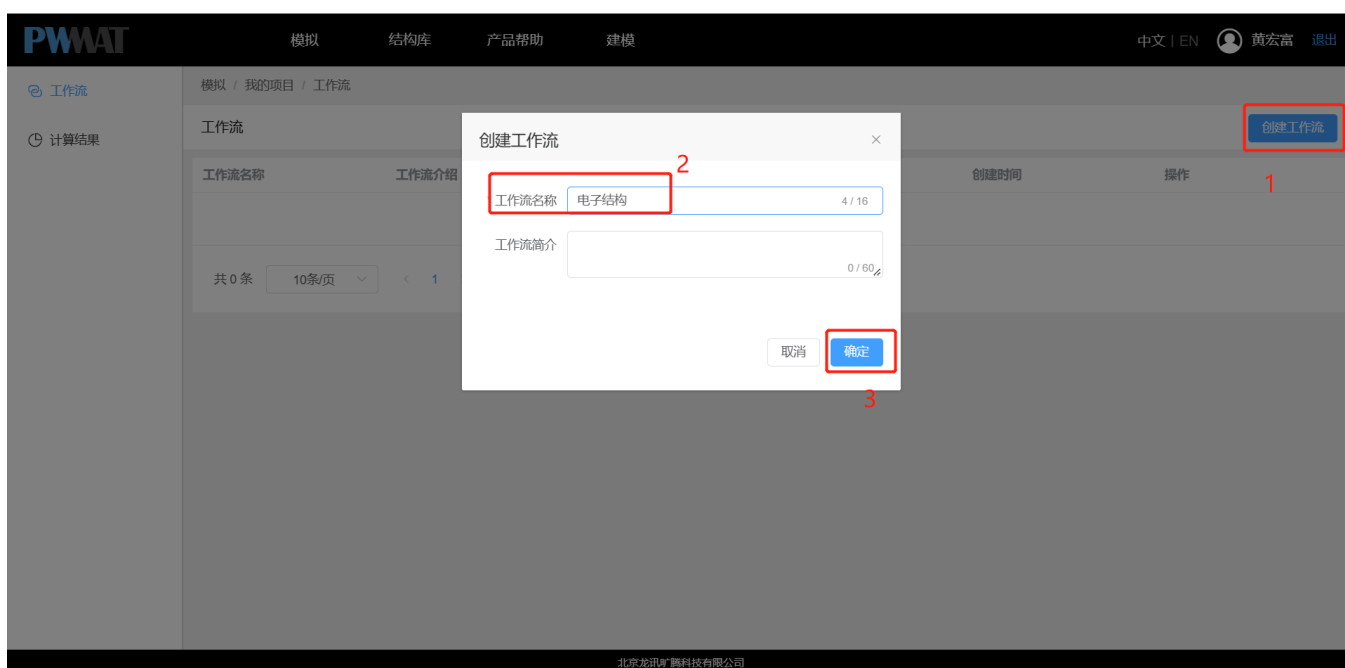 PWMAT 模拟 结构库 产品帮助 建模 中文 | EN 黄宏富 退出
工作流
计算结果
模拟 / 我的项目 / 工作流
工作流
创建工作流
1
工作流名称 工作流介绍 创建时间 操作
共 0 条 10条/页 < 1
创建工作流 ×
2
工作流名称 电子结构 4 / 16
工作流简介 0 / 60
取消 确定
3
北京龙讯旷腾科技有限公司